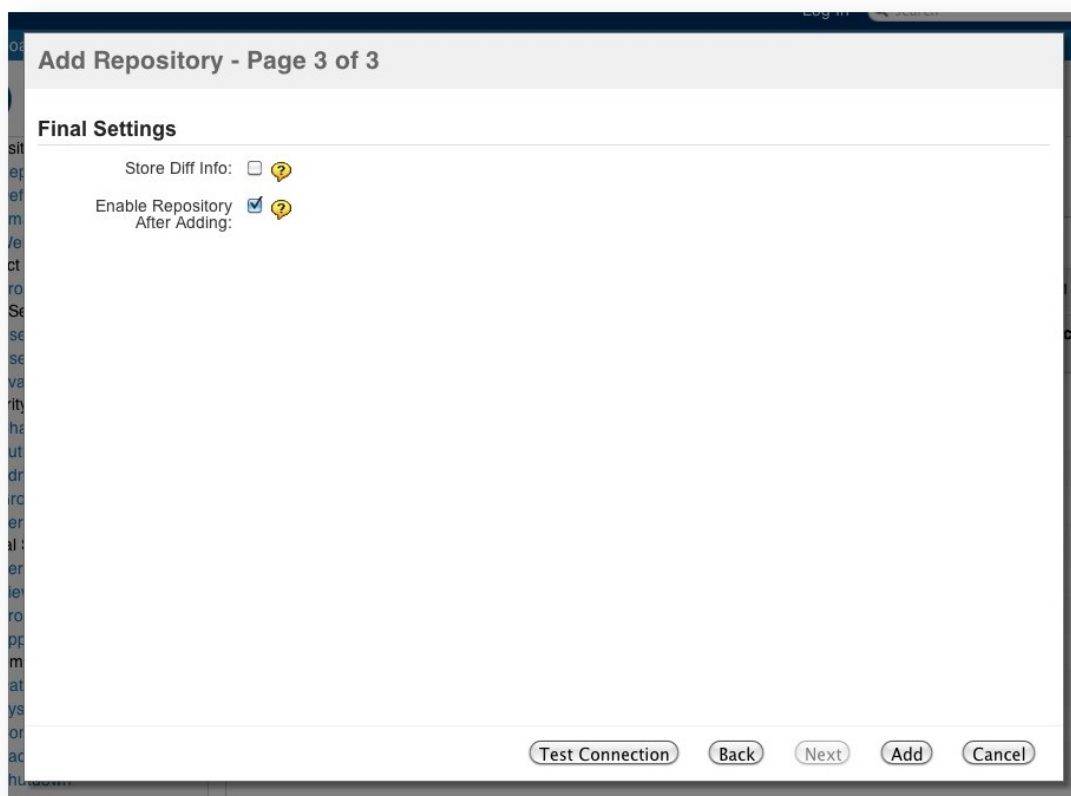 Log In search
Add Repository - Page 3 of 3
Final Settings
Store Diff Info:
Enable Repository
After Adding:
Test Connection Back Next Add Cancel